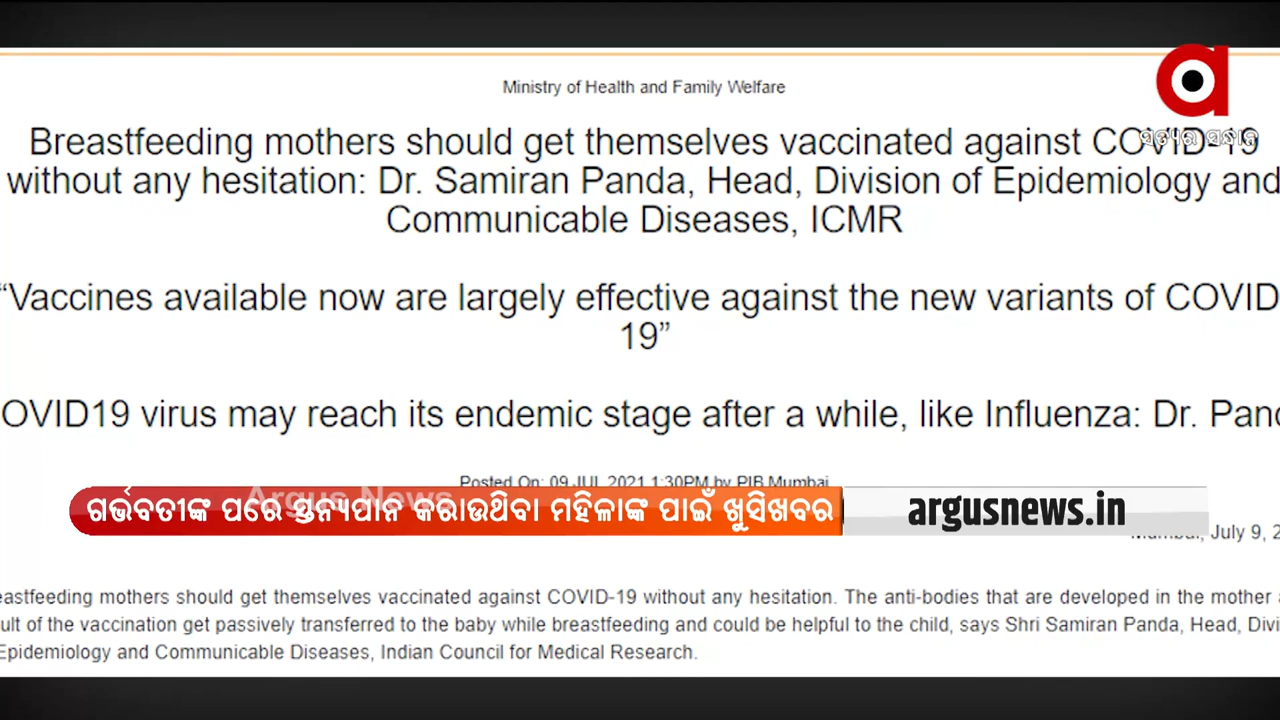 Ministry of Health and Family Welfare
ସତ୍ୟର ସନ୍ଧାନ
Breastfeeding mothers should get themselves vaccinated against COVID-19
without any hesitation: Dr. Samiran Panda, Head, Division of Epidemiology and
Communicable Diseases, ICMR
“Vaccines available now are largely effective against the new variants of COVID
19”
OVID19 virus may reach its endemic stage after a while, like Influenza: Dr. Pand
Posted On: 09 JUL 2021 1:30PM by PIB Mumbai
Argus News
ଗର୍ଭବତୀଙ୍କ ପରେ ସ୍ତନ୍ୟପାନ କରାଉଥିବା ମହିଳାଙ୍କ ପାଇଁ ଖୁସିଖବର
argusnews.in
Mumbai, July 9, 2
eastfeeding mothers should get themselves vaccinated against COVID-19 without any hesitation. The anti-bodies that are developed in the mother a
ult of the vaccination get passively transferred to the baby while breastfeeding and could be helpful to the child, says Shri Samiran Panda, Head, Divi
Epidemiology and Communicable Diseases, Indian Council for Medical Research.